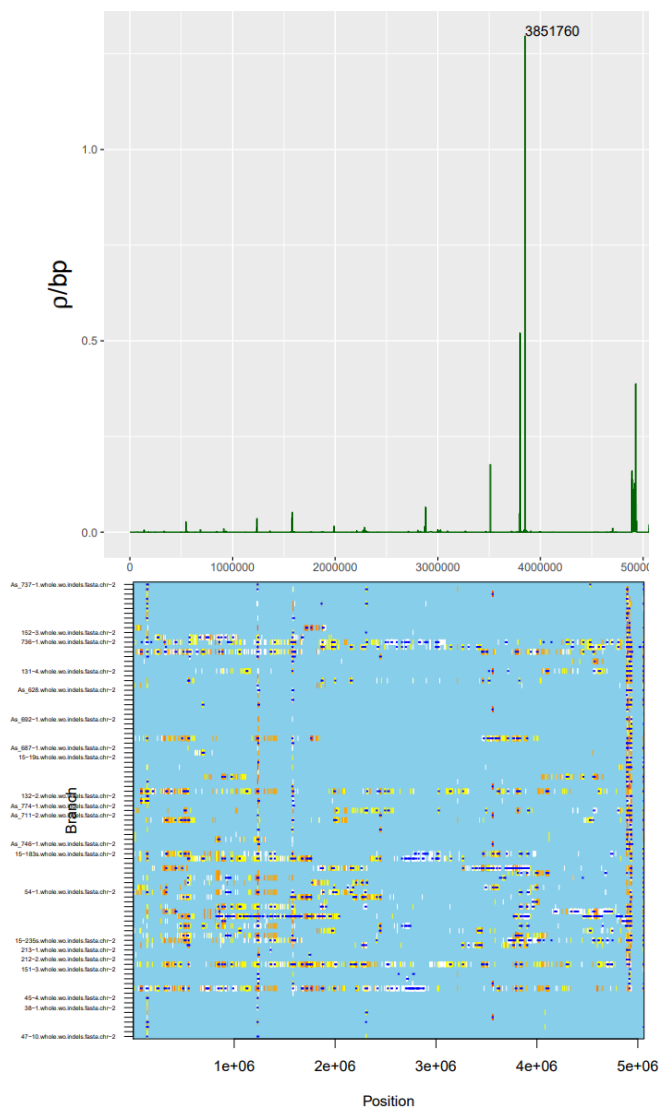 3851760
1.0
ρ/bp
0.5
0.0
0 1000000 2000000 3000000 4000000 500000
As_737-1.whole.wo.indels.fasta.chr-2
152-3.whole.wo.indels.fasta.chr-2
736-1.whole.wo.indels.fasta.chr-2
131-4.whole.wo.indels.fasta.chr-2
As_628.whole.wo.indels.fasta.chr-2
As_692-1.whole.wo.indels.fasta.chr-2
As_687-1.whole.wo.indels.fasta.chr-2
15-19s.whole.wo.indels.fasta.chr-2
132-2.whole.wo.indels.fasta.chr-2
As_774-1.whole.wo.indels.fasta.chr-2
As_711-2.whole.wo.indels.fasta.chr-2
Branch
As_746-1.whole.wo.indels.fasta.chr-2
15-183s.whole.wo.indels.fasta.chr-2
54-1.whole.wo.indels.fasta.chr-2
15-235s.whole.wo.indels.fasta.chr-2
213-1.whole.wo.indels.fasta.chr-2
212-2.whole.wo.indels.fasta.chr-2
151-3.whole.wo.indels.fasta.chr-2
45-4.whole.wo.indels.fasta.chr-2
38-1.whole.wo.indels.fasta.chr-2
47-10.whole.wo.indels.fasta.chr-2
1e+06 2e+06 3e+06 4e+06 5e+06
Position